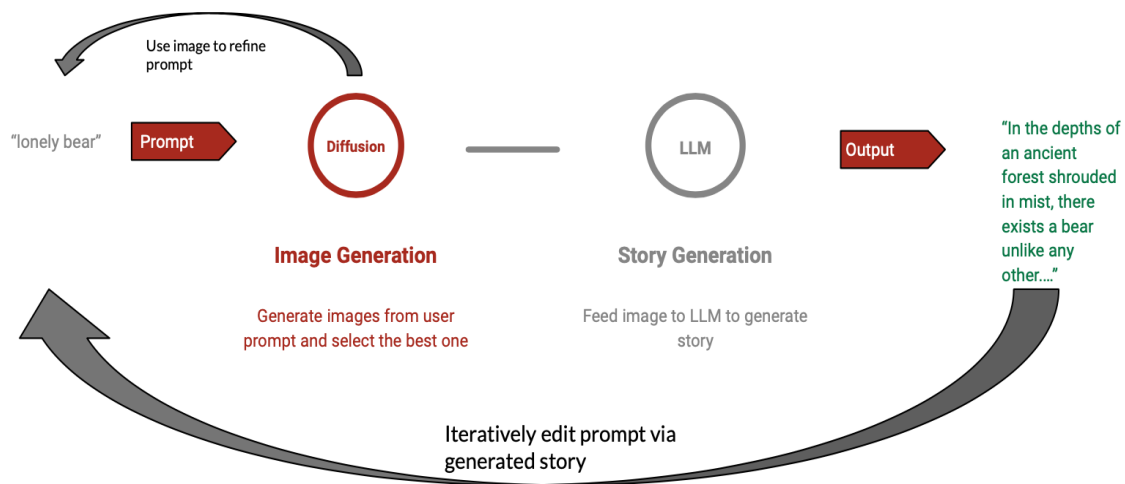 Use image to refine
prompt
"lonely bear"
Prompt
Diffusion
LLM
Output
"In the depths of
an ancient
forest shrouded
in mist, there
exists a bear
unlike any
other...."
Image Generation
Generate images from user
prompt and select the best one
Story Generation
Feed image to LLM to generate
story
Iteratively edit prompt via
generated story